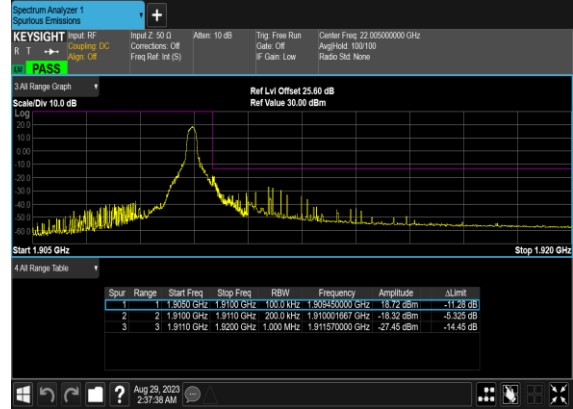 Spectrum Analyzer 1
Spurious Emissions
KEYSIGHT Input: RF Input Z: 50 Ω Atten: 10 dB Trig: Free Run Center Freq: 22.005000000 GHz
R T Coupling: DC Corrections: Off Gate: Off Avg|Hold: 100/100
Align: Off Freq Ref: Int (S) IF Gain: Low Radio Std: None
PASS
3 All Range Graph
Ref Lvl Offset 25.60 dB
Scale/Div 10.0 dB Ref Value 30.00 dBm
Log
20.0
10.0
0.00
-10.0
-20.0
-30.0
-40.0
-50.0
-60.0
Start 1.905 GHz Stop 1.920 GHz
4 All Range Table
Spur Range Start Freq Stop Freq RBW Frequency Amplitude ΔLimit
1 1 1.9050 GHz 1.9100 GHz 100.0 kHz 1.909450000 GHz 18.72 dBm -11.28 dB
2 2 1.9100 GHz 1.9110 GHz 200.0 kHz 1.910001667 GHz -18.32 dBm -5.325 dB
3 3 1.9110 GHz 1.9200 GHz 1.000 MHz 1.911570000 GHz -27.45 dBm -14.45 dB
Aug 29, 2023
2:37:38 AM